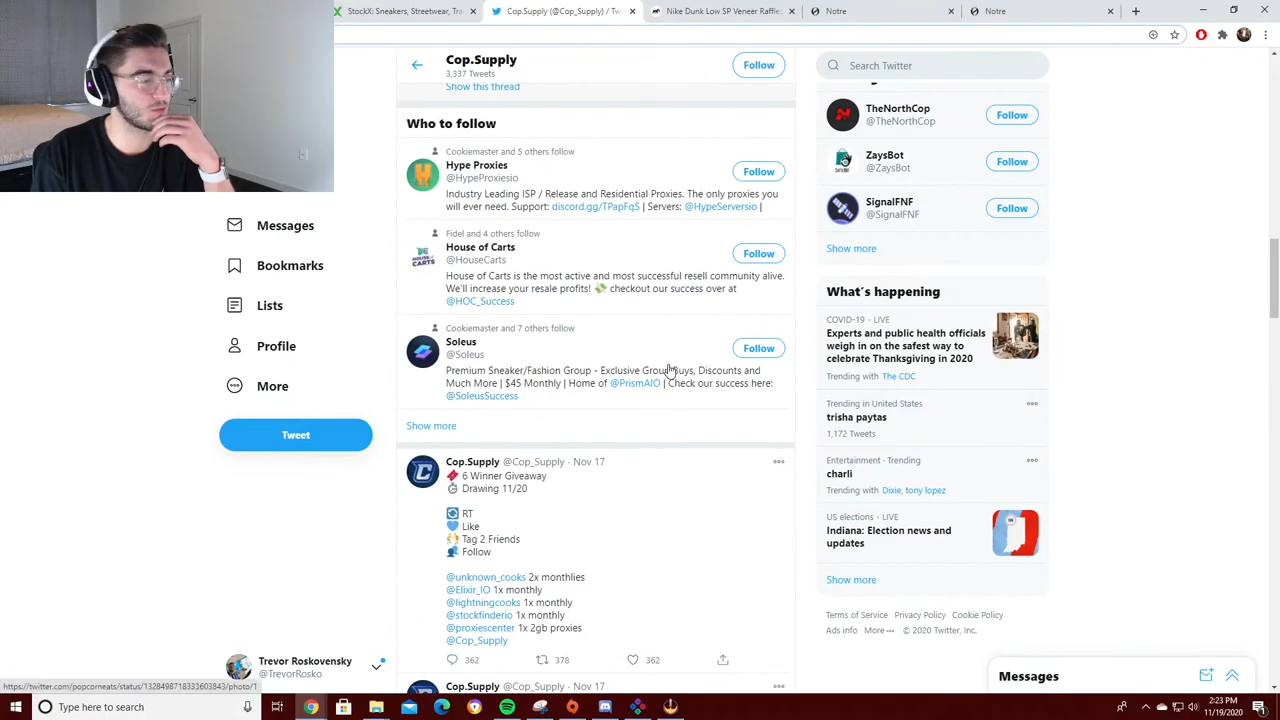 StockX: Sneakers, Streetwear, Tra
Cop.Supply (@Cop_Supply) / Tw
Nike Dunk Low SP Veneer Raffles
Notre
Notre
Cop.Supply
3,337 Tweets
Follow
Search Twitter
Show this thread
Who to follow
Cookiemaster and 5 others follow
Hype Proxies
@HypeProxiesio
Follow
Industry Leading ISP / Release and Residential Proxies. The only proxies you
will ever need. Support: discord.gg/TPapFqS | Servers: @HypeServersio |
Fidel and 4 others follow
House of Carts
@HouseCarts
Follow
House of Carts is the most active and most successful resell community alive.
We'll increase your resale profits! 💸 checkout our success over at
@HOC_Success
Cookiemaster and 7 others follow
Soleus
@Soleus
Follow
Premium Sneaker/Fashion Group - Exclusive Group Buys, Discounts and
Much More | $45 Monthly | Home of @PrismAIO | Check our success here:
@SoleusSuccess
Show more
Cop.Supply @Cop_Supply · Nov 17
6 Winner Giveaway
Drawing 11/20
RT
Like
Tag 2 Friends
Follow
@unknown_cooks 2x monthlies
@Elixir_IO 1x monthly
@lightningcooks 1x monthly
@stockfinderio 1x monthly
@proxiescenter 1x 2gb proxies
@Cop_Supply
362
378
362
Cop.Supply @Cop_Supply · Nov 17
Messages
Bookmarks
Lists
Profile
More
Tweet
Trevor Roskovensky
@TrevorRosko
TheNorthCop
@TheNorthCop
Follow
ZaysBot
@ZaysBot
Follow
SignalFNF
@SignalFNF
Follow
Show more
What's happening
COVID-19 · LIVE
Experts and public health officials
weigh in on the safest way to
celebrate Thanksgiving in 2020
Trending with The CDC
Trending in United States
trisha paytas
1,172 Tweets
Entertainment · Trending
charli
Trending with Dixie, tony lopez
US elections · LIVE
Indiana: Election news and
updates
Show more
Terms of Service Privacy Policy Cookie Policy
Ads info More © 2020 Twitter, Inc.
Messages
https://twitter.com/popcorneats/status/1328498718333603843/photo/1
Type here to search
2:23 PM
11/19/2020